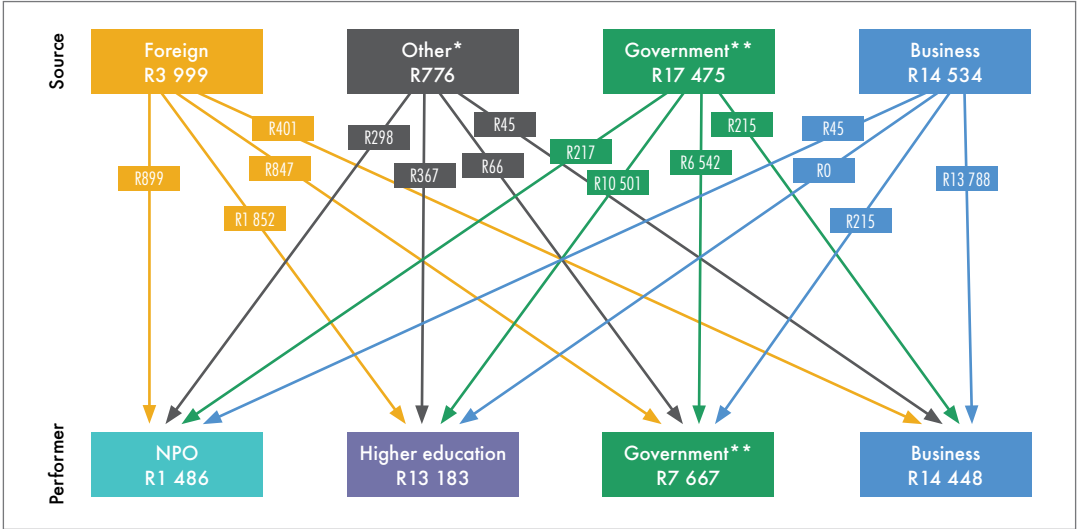 Source
Foreign
R3 999
Other*
R776
Government**
R17 475
Business
R14 534
R401
R298
R45
R215
R45
R899
R847
R367
R66
R217
R6 542
R0
R13 788
R1 852
R10 501
R215
Performer
NPO
R1 486
Higher education
R13 183
Government**
R7 667
Business
R14 448